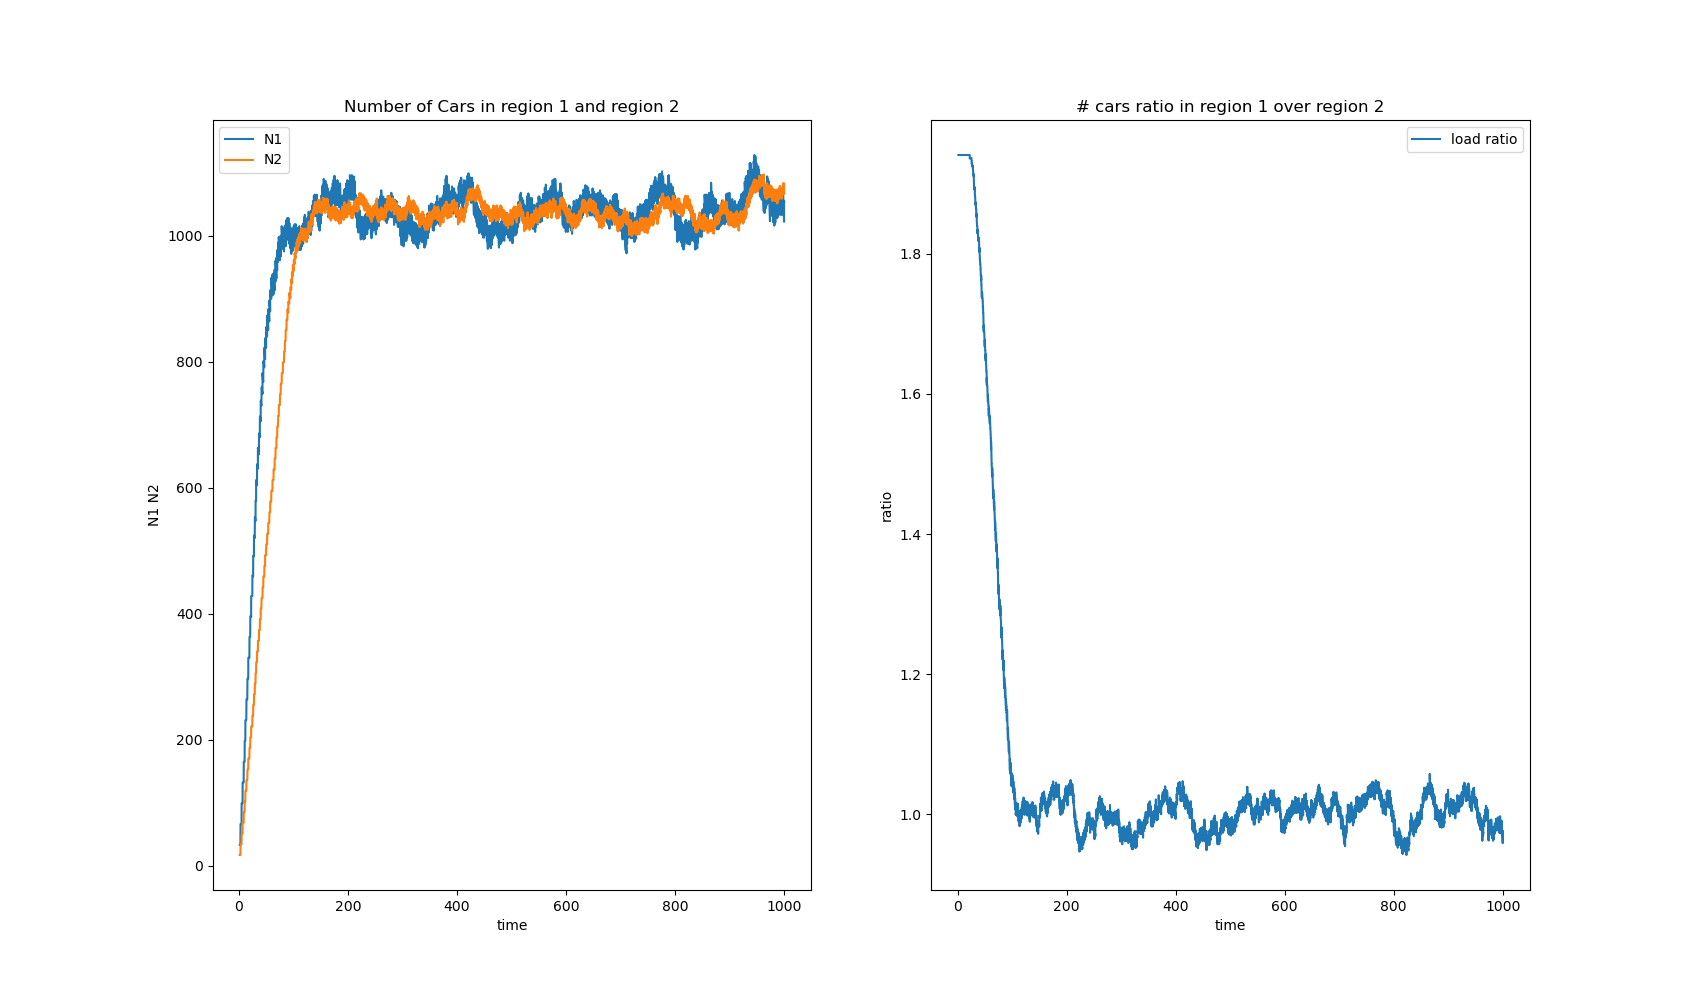 Number of Cars in region 1 and region 2
N1
N2
1000
800
600
400
200
0
N1 N2
0 200 400 600 800 1000
time
# cars ratio in region 1 over region 2
load ratio
1.8
1.6
1.4
1.2
1.0
ratio
0 200 400 600 800 1000
time